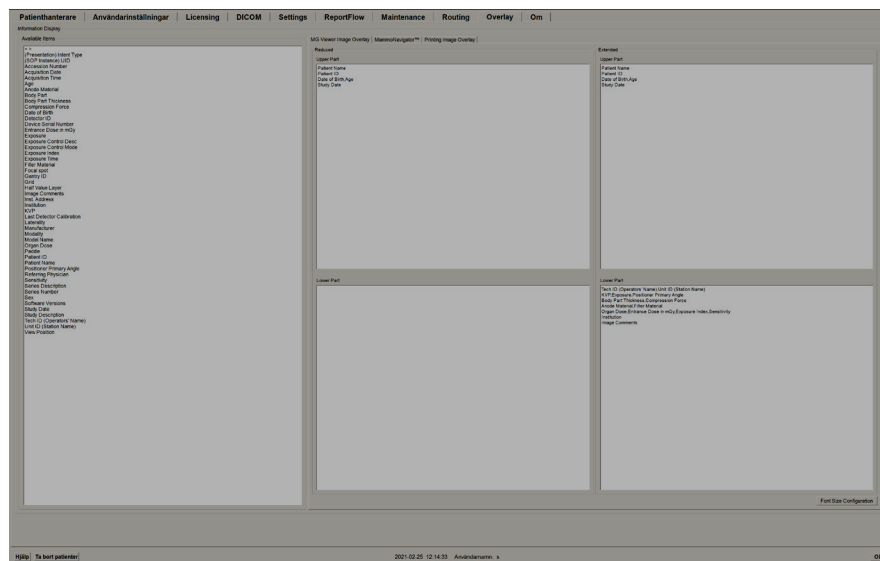 Patienthanterare Användarinställningar Licensing DICOM Settings ReportFlow Maintenance Routing Overlay Om
Information Display
Available Items
MG Viewer Image Overlay MammoNavigator™ Printing Image Overlay
< >
(Presentation) Intent Type
(SOP Instance) UID
Accession Number
Acquisition Date
Acquisition Time
Age
Anode Material
Body Part
Body Part Thickness
Compression Force
Date of Birth
Detector ID
Device Serial Number
Entrance Dose in mGy
Exposure
Exposure Control Desc
Exposure Control Mode
Exposure Index
Exposure Time
Filter Material
Focal spot
Gantry ID
Grid
Half Value Layer
Image Comments
Inst. Address
Institution
KVP
Last Detector Calibration
Laterality
Manufacturer
Modality
Model Name
Organ Dose
Paddle
Patient ID
Patient Name
Positioner Primary Angle
Referring Physician
Sensitivity
Series Description
Series Number
Sex
Software Versions
Study Date
Study Description
Tech ID (Operators' Name)
Unit ID (Station Name)
View Position
Reduced
Upper Part
Patient Name
Patient ID
Date of Birth,Age
Study Date
Lower Part
Extended
Upper Part
Patient Name
Patient ID
Date of Birth,Age
Study Date
Lower Part
Tech ID (Operators' Name),Unit ID (Station Name)
KVP,Exposure,Positioner Primary Angle
Body Part Thickness,Compression Force
Anode Material,Filter Material
Organ Dose,Entrance Dose in mGy,Exposure Index,Sensitivity
Institution
Image Comments
Font Size Configuration
Hjälp Ta bort patienter 2021-02-25 12:14:33 Användarnamn: s